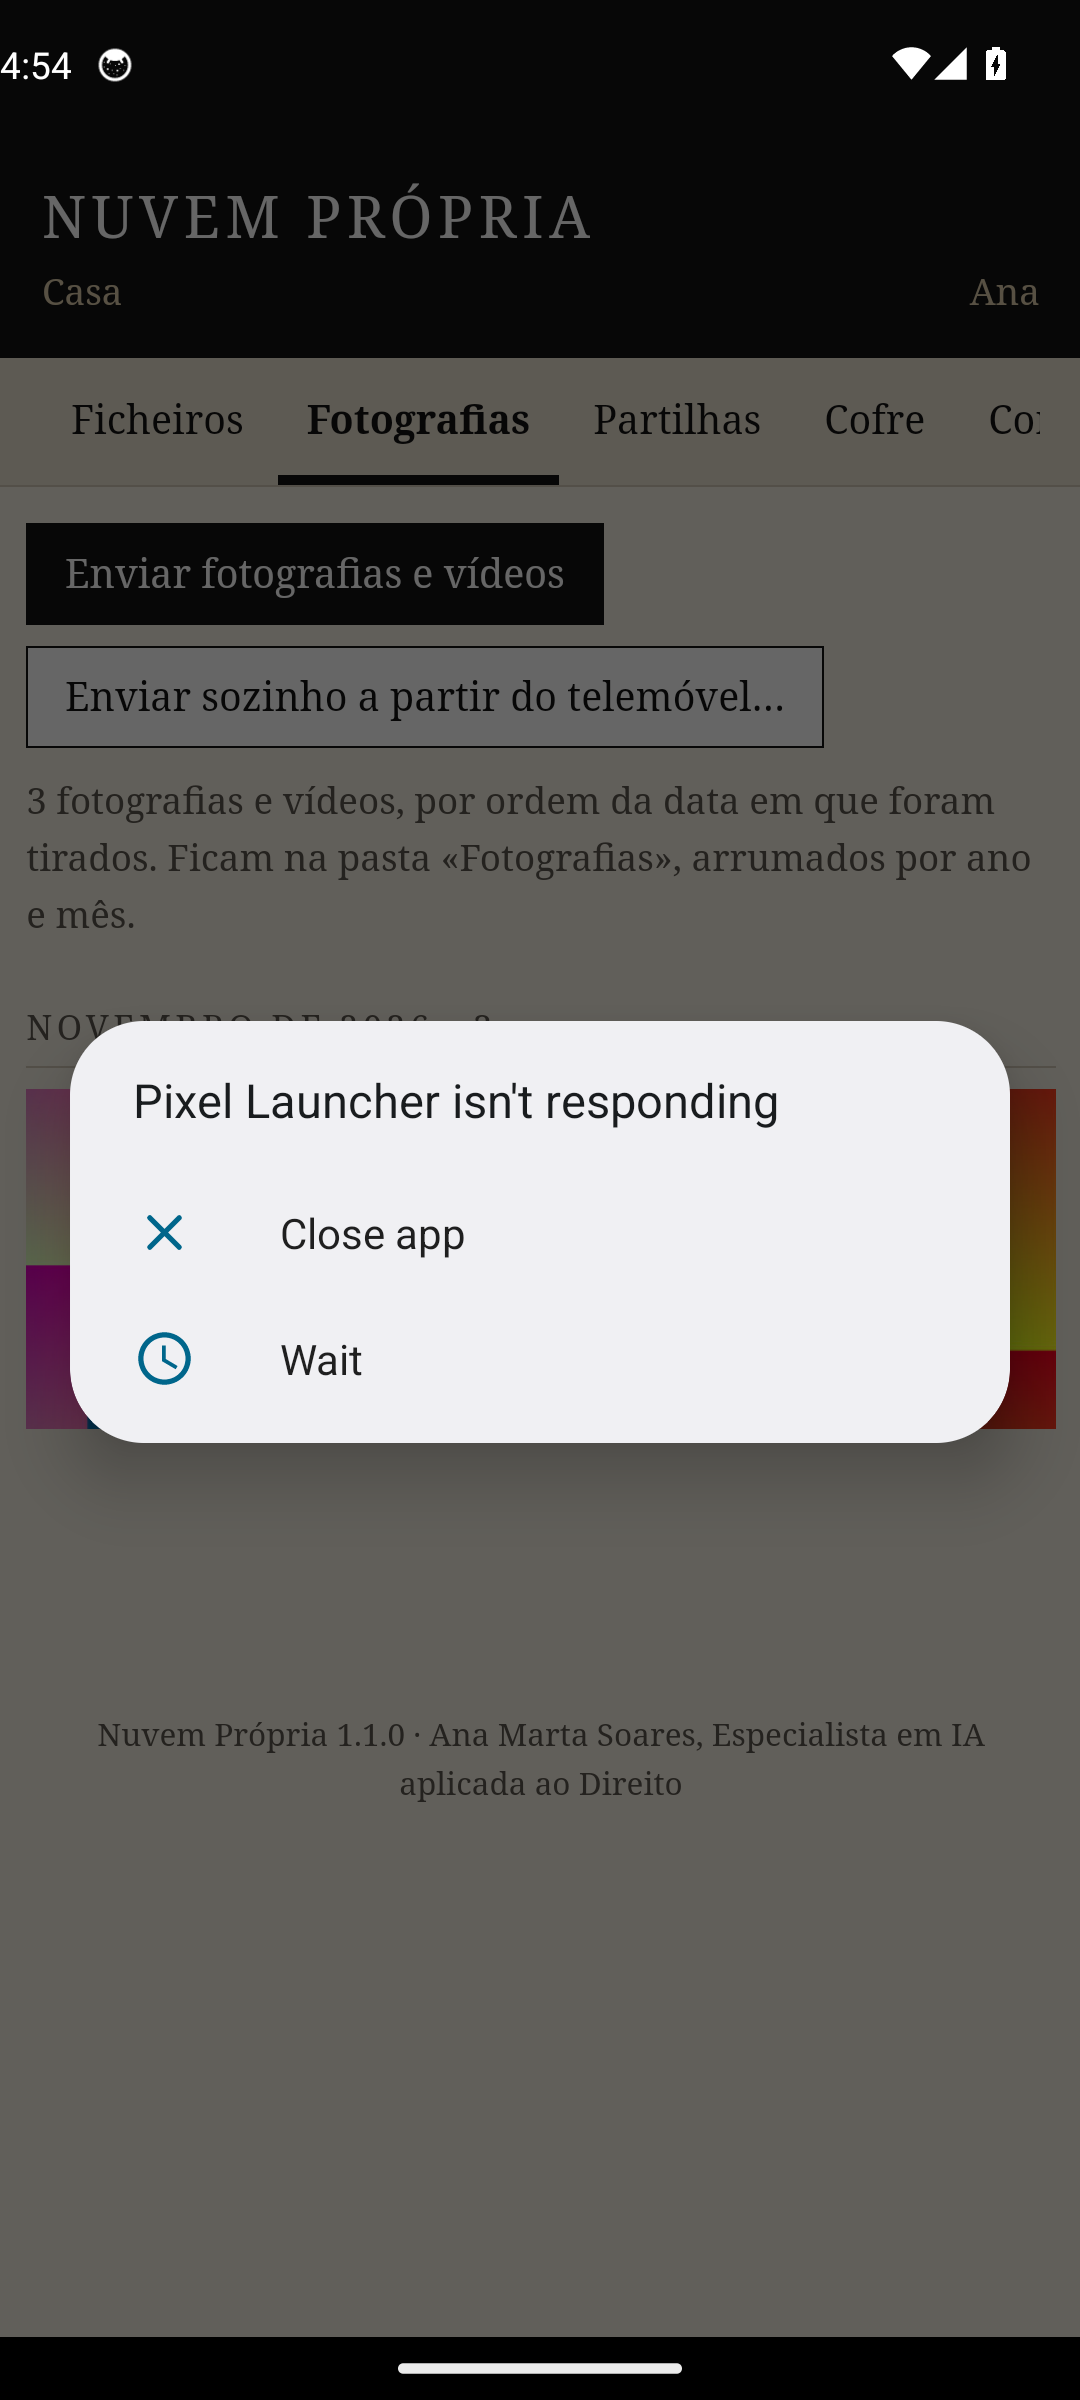 4:54
NUVEM PRÓPRIA
Casa
Ana
Ficheiros Fotografias Partilhas Cofre
Enviar fotografias e vídeos
Enviar sozinho a partir do telemóvel...
3 fotografias e vídeos, por ordem da data em que foram
tirados. Ficam na pasta «Fotografias», arrumados por ano
e mês.
Pixel Launcher isn't responding
Close app
Wait
Nuvem Própria 1.1.0 · Ana Marta Soares, Especialista em IA
aplicada ao Direito